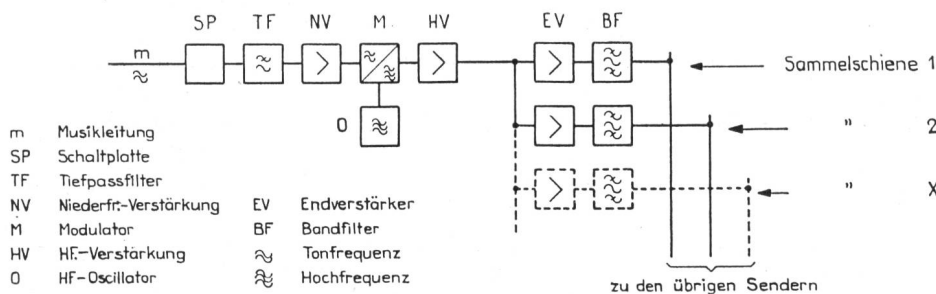 SP TF NV M HV EV BF
m
Sammelschiene 1
O
" 2
" X
m Musikleitung
SP Schaltplatte
TF Tiefpassfilter
NV Niederfr.-Verstärkung EV Endverstärker
M Modulator BF Bandfilter
HV HF.-Verstärkung Tonfrequenz
O HF-Oscillator Hochfrequenz
zu den übrigen Sendern